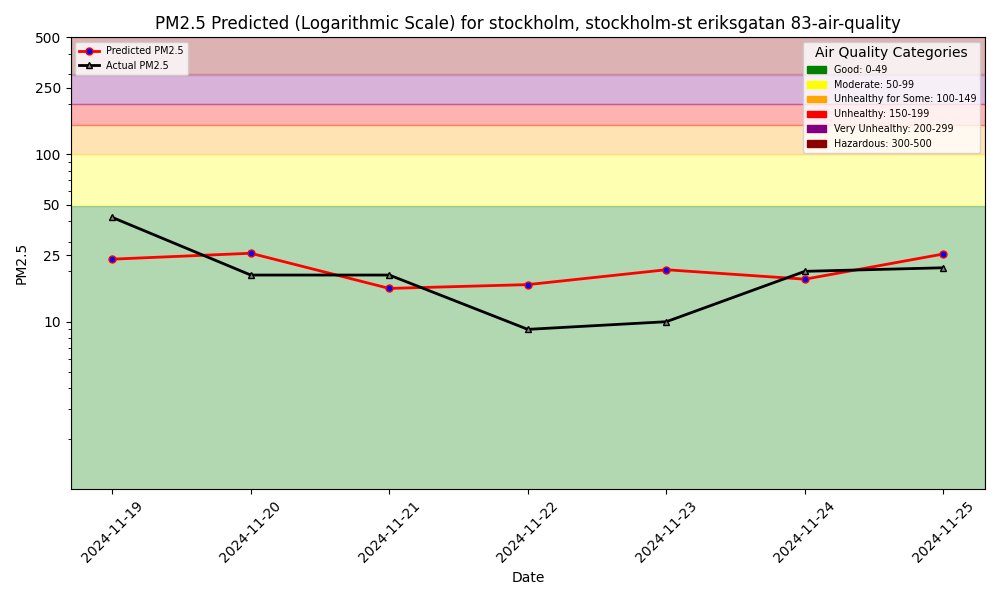 PM2.5 Predicted (Logarithmic Scale) for stockholm, stockholm-st eriksgatan 83-air-quality
Predicted PM2.5
Actual PM2.5
Air Quality Categories
Good: 0-49
Moderate: 50-99
Unhealthy for Some: 100-149
Unhealthy: 150-199
Very Unhealthy: 200-299
Hazardous: 300-500
500
250
100
50
25
10
PM2.5
2024-11-19
2024-11-20
2024-11-21
2024-11-22
2024-11-23
2024-11-24
2024-11-25
Date